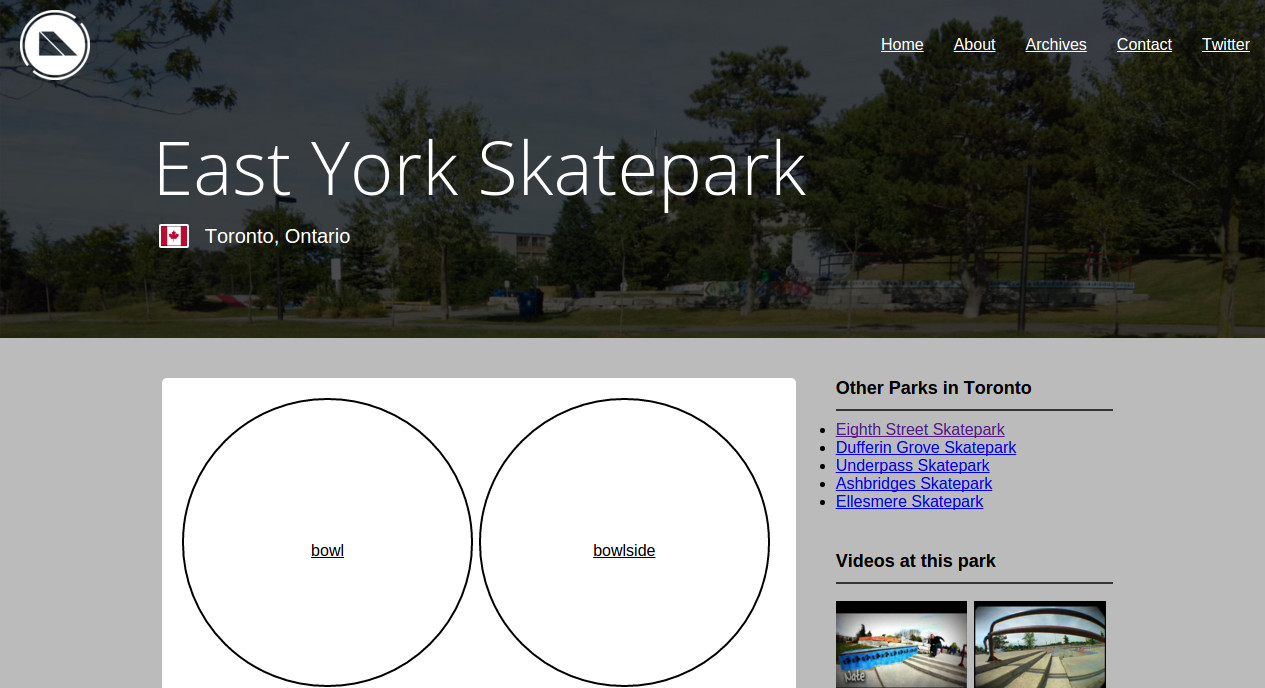 Home About Archives Contact Twitter
East York Skatepark
Toronto, Ontario
bowl
bowlside
Other Parks in Toronto
Eighth Street Skatepark
Dufferin Grove Skatepark
Underpass Skatepark
Ashbridges Skatepark
Ellesmere Skatepark
Videos at this park
Nate